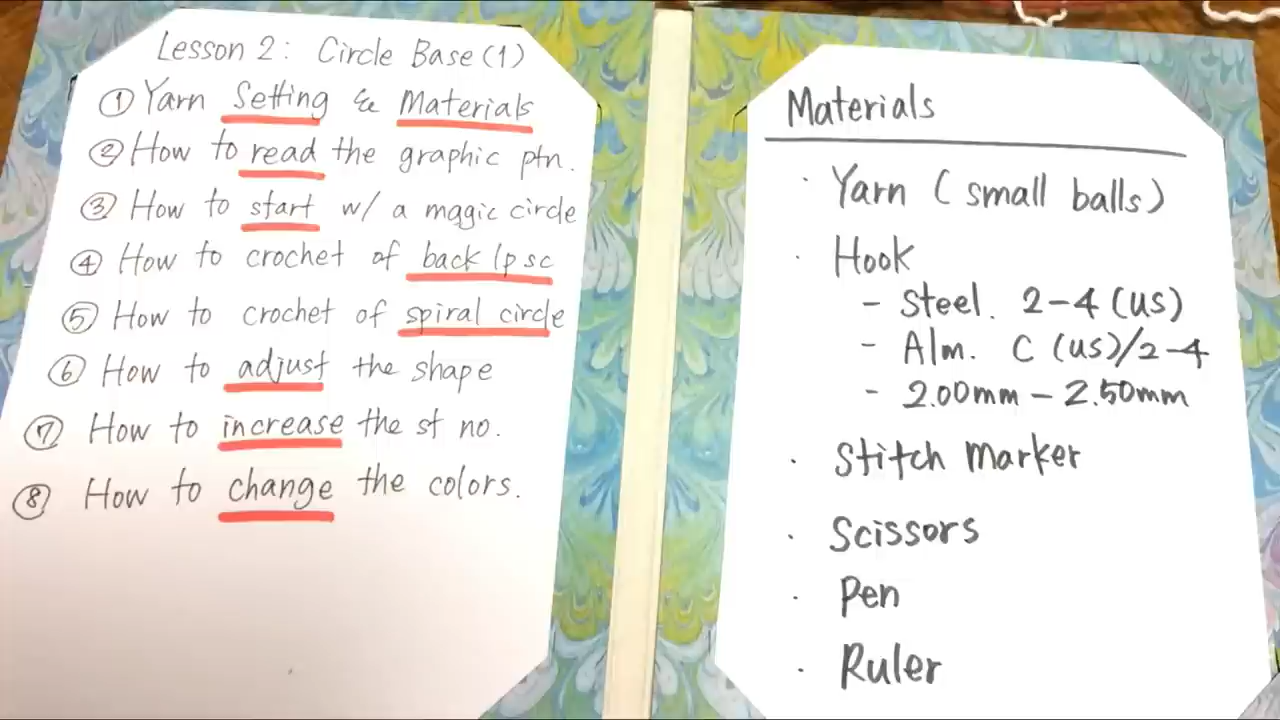 Lesson 2: Circle Base (1)
① Yarn Setting & Materials
② How to read the graphic ptn.
③ How to start w/ a magic circle
④ How to crochet of back lp sc
⑤ How to crochet of spiral circle
⑥ How to adjust the shape
⑦ How to increase the st no.
⑧ How to change the colors.
Materials
· Yarn (small balls)
· Hook
- Steel. 2-4 (US)
- Alm. C (US)/2-4
- 2.00mm - 2.50mm
· Stitch marker
· Scissors
· Pen
· Ruler